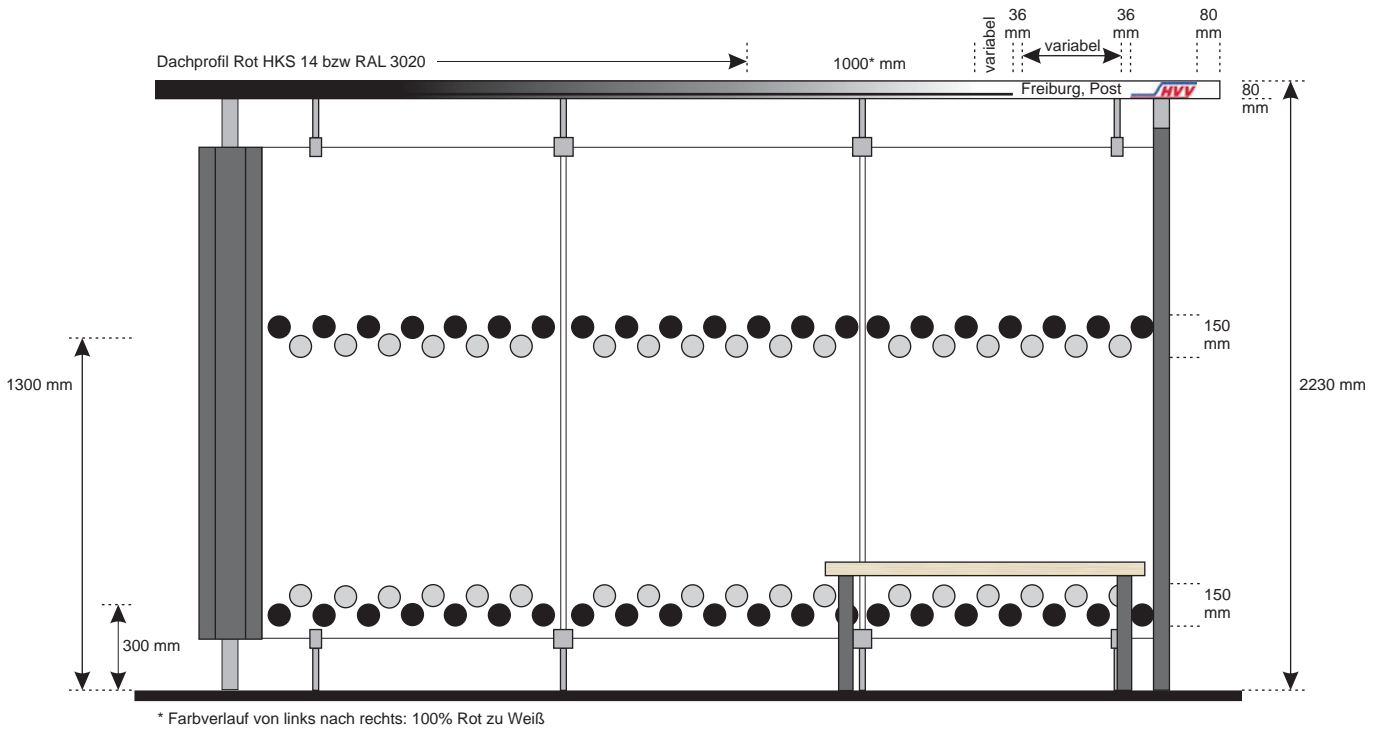 variabel
36
mm
variabel
36
mm
80
mm
Dachprofil Rot HKS 14 bzw RAL 3020
1000* mm
Freiburg, Post
HVV
80
mm
150
mm
1300 mm
2230 mm
150
mm
300 mm
* Farbverlauf von links nach rechts: 100% Rot zu Weiß